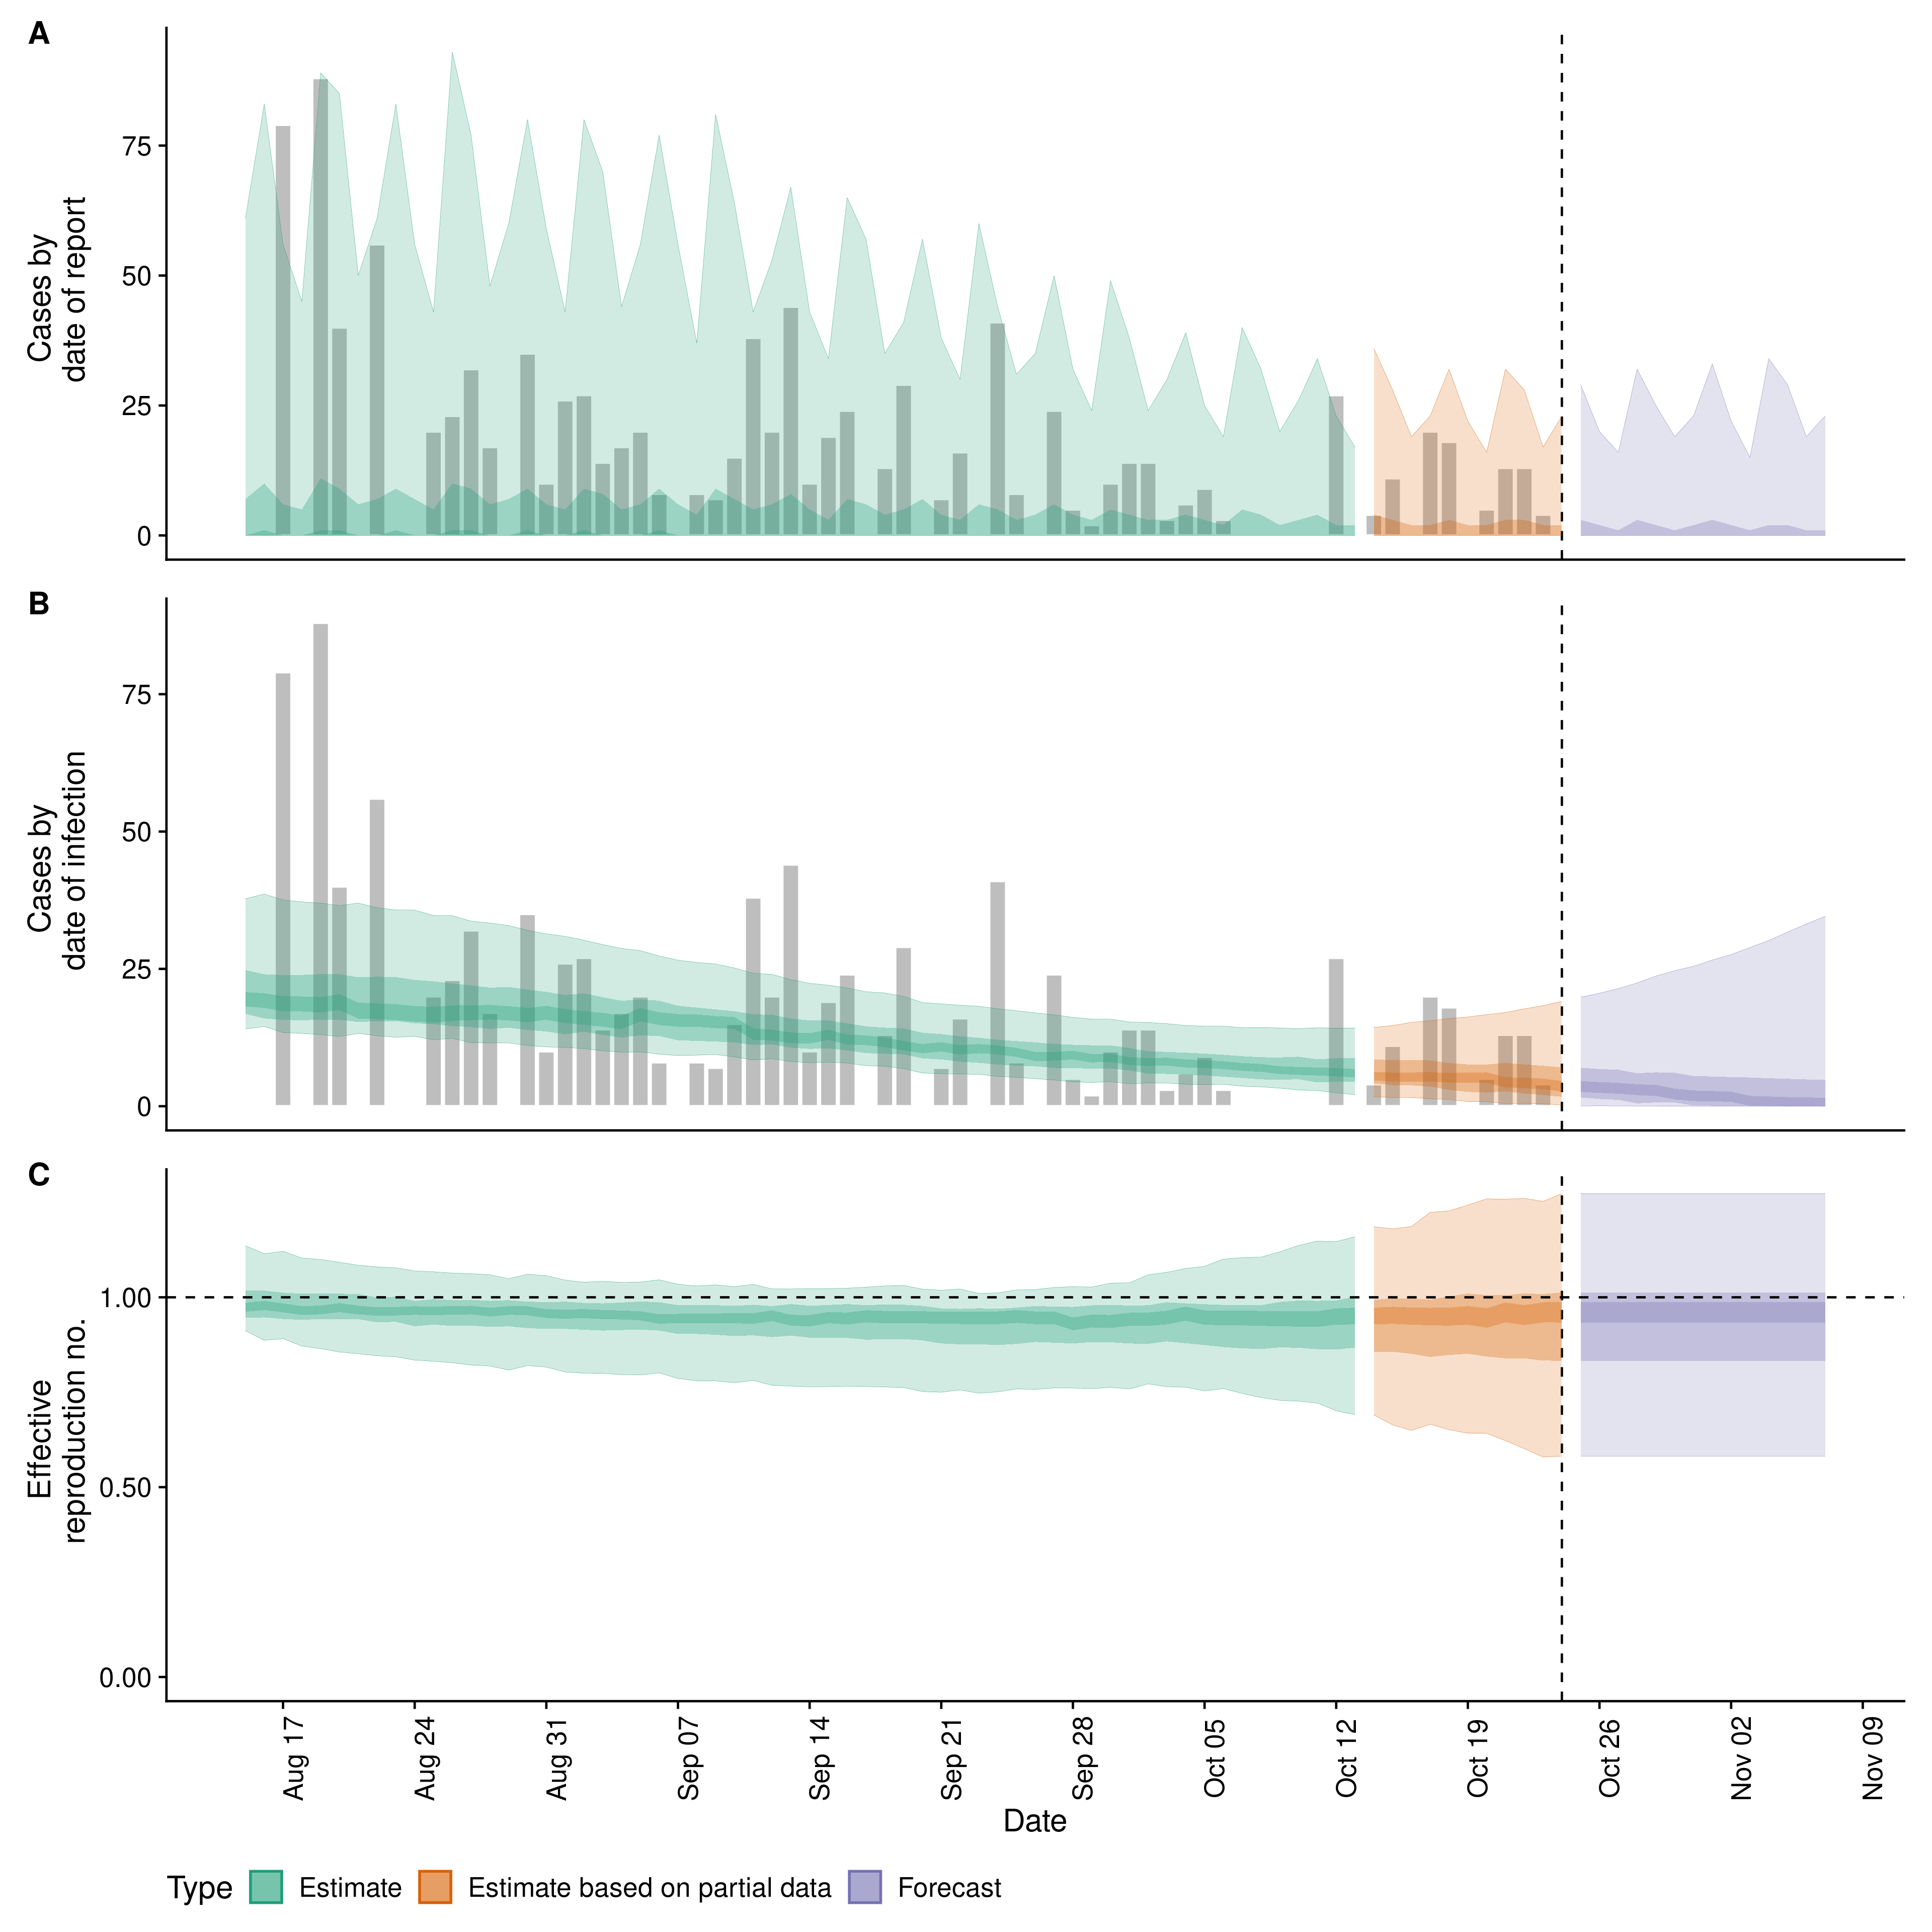 A
Cases by
date of report
75
50
25
0
B
Cases by
date of infection
75
50
25
0
C
Effective
reproduction no.
1.00
0.50
0.00
Aug 17
Aug 24
Aug 31
Sep 07
Sep 14
Sep 21
Sep 28
Oct 05
Oct 12
Oct 19
Oct 26
Nov 02
Nov 09
Date
Type Estimate Estimate based on partial data Forecast